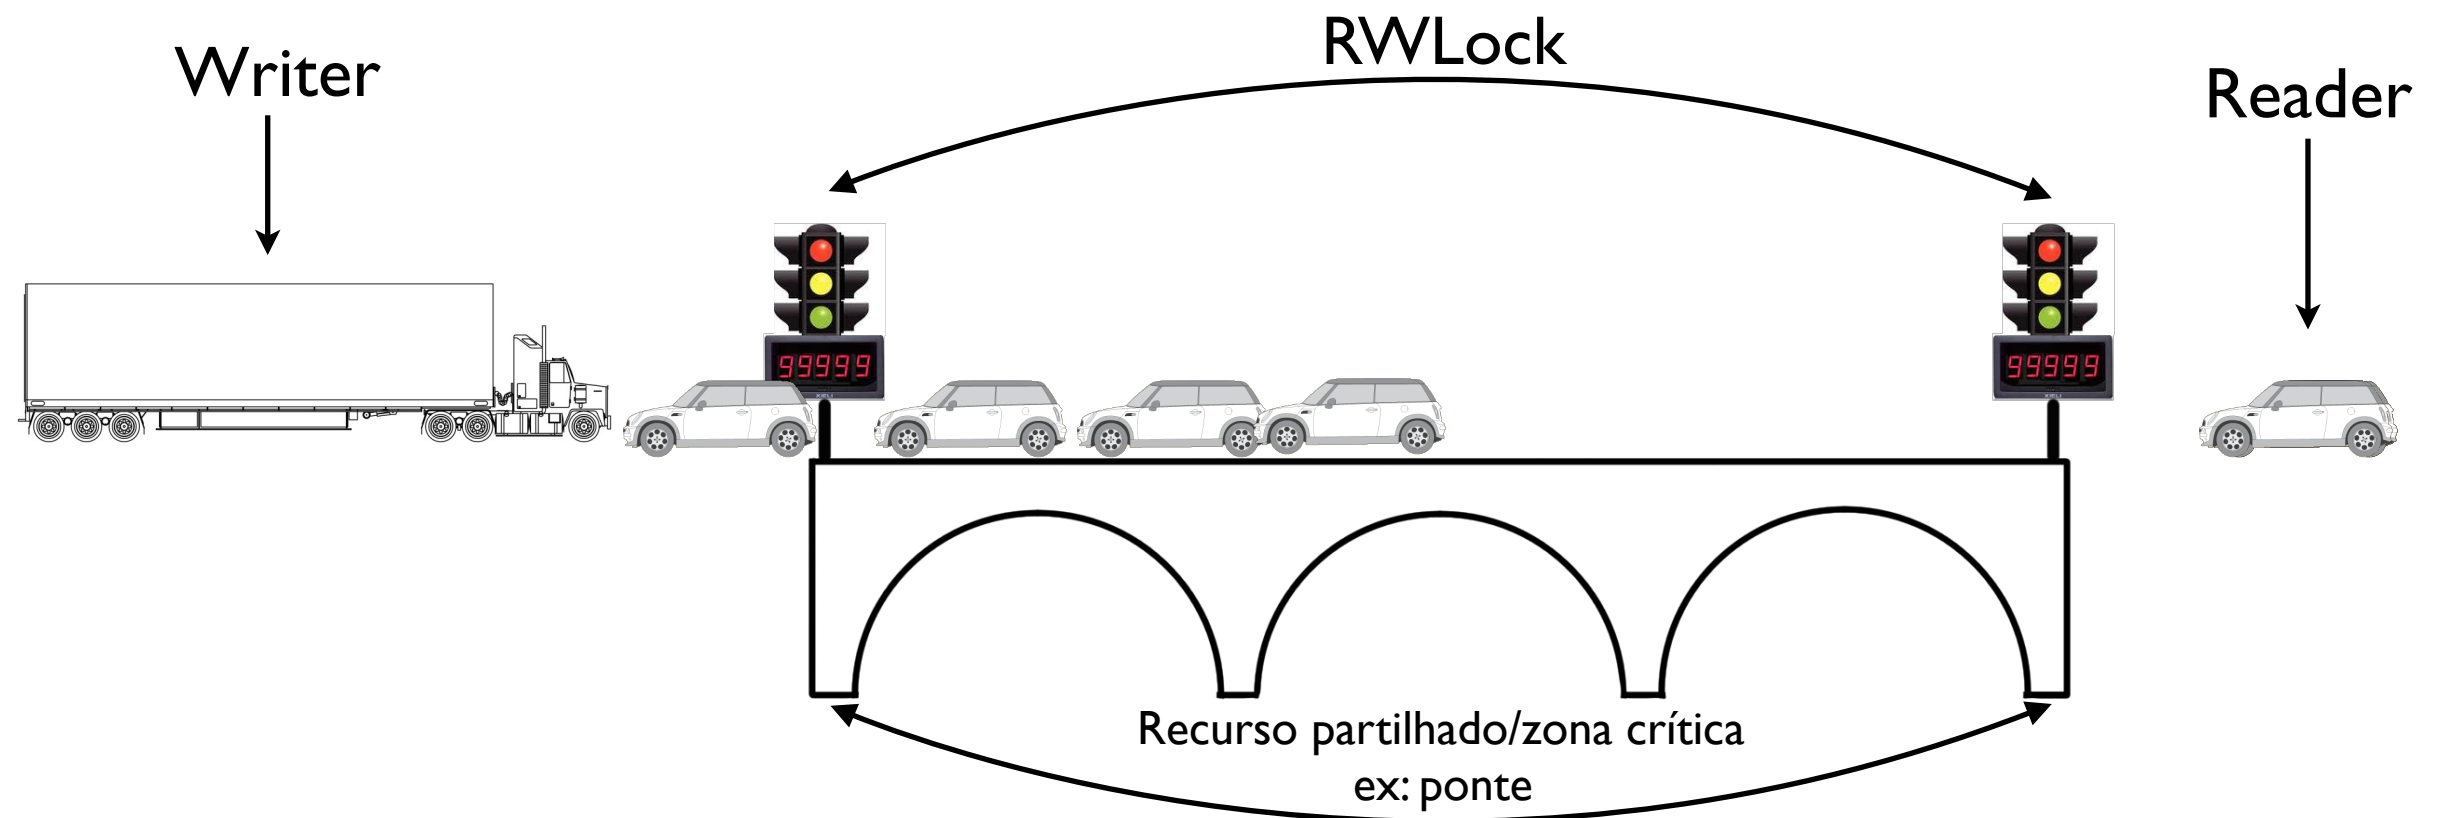 RWLock
Writer
Reader
99999
99999
Recurso partilhado/zona crítica
ex: ponte